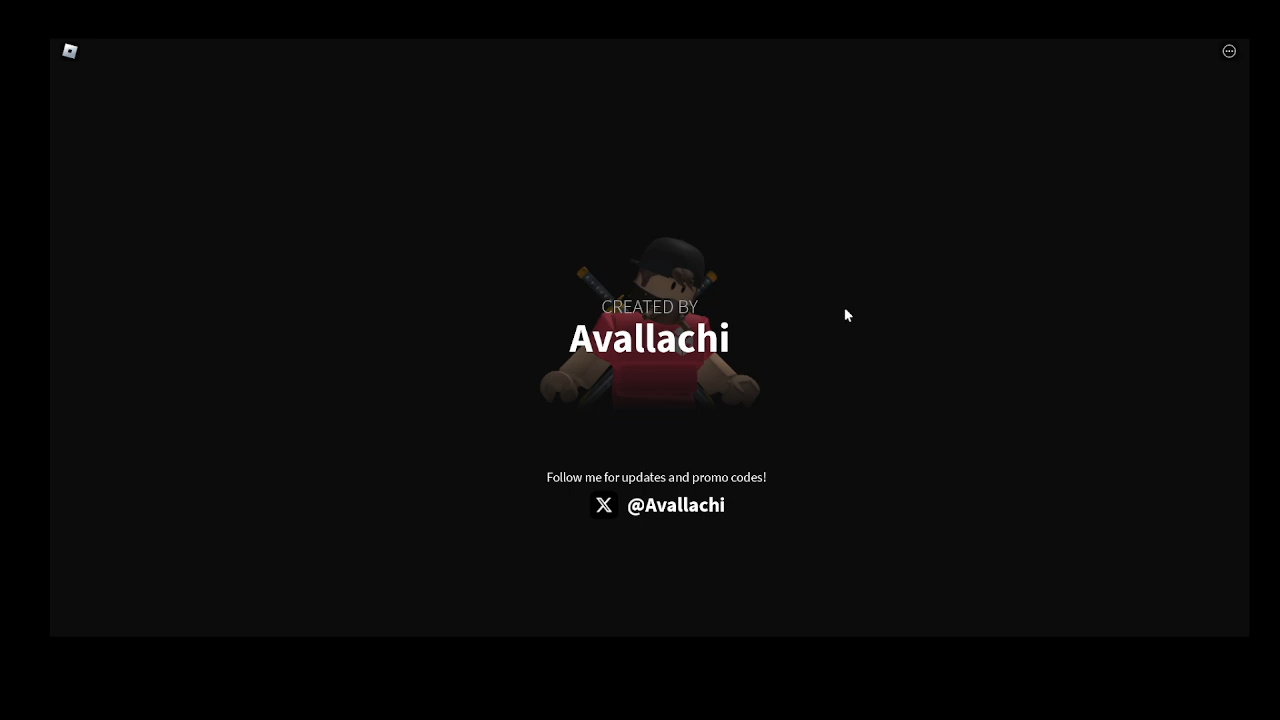 CREATED BY
Avallachi
Follow me for updates and promo codes!
@Avallachi